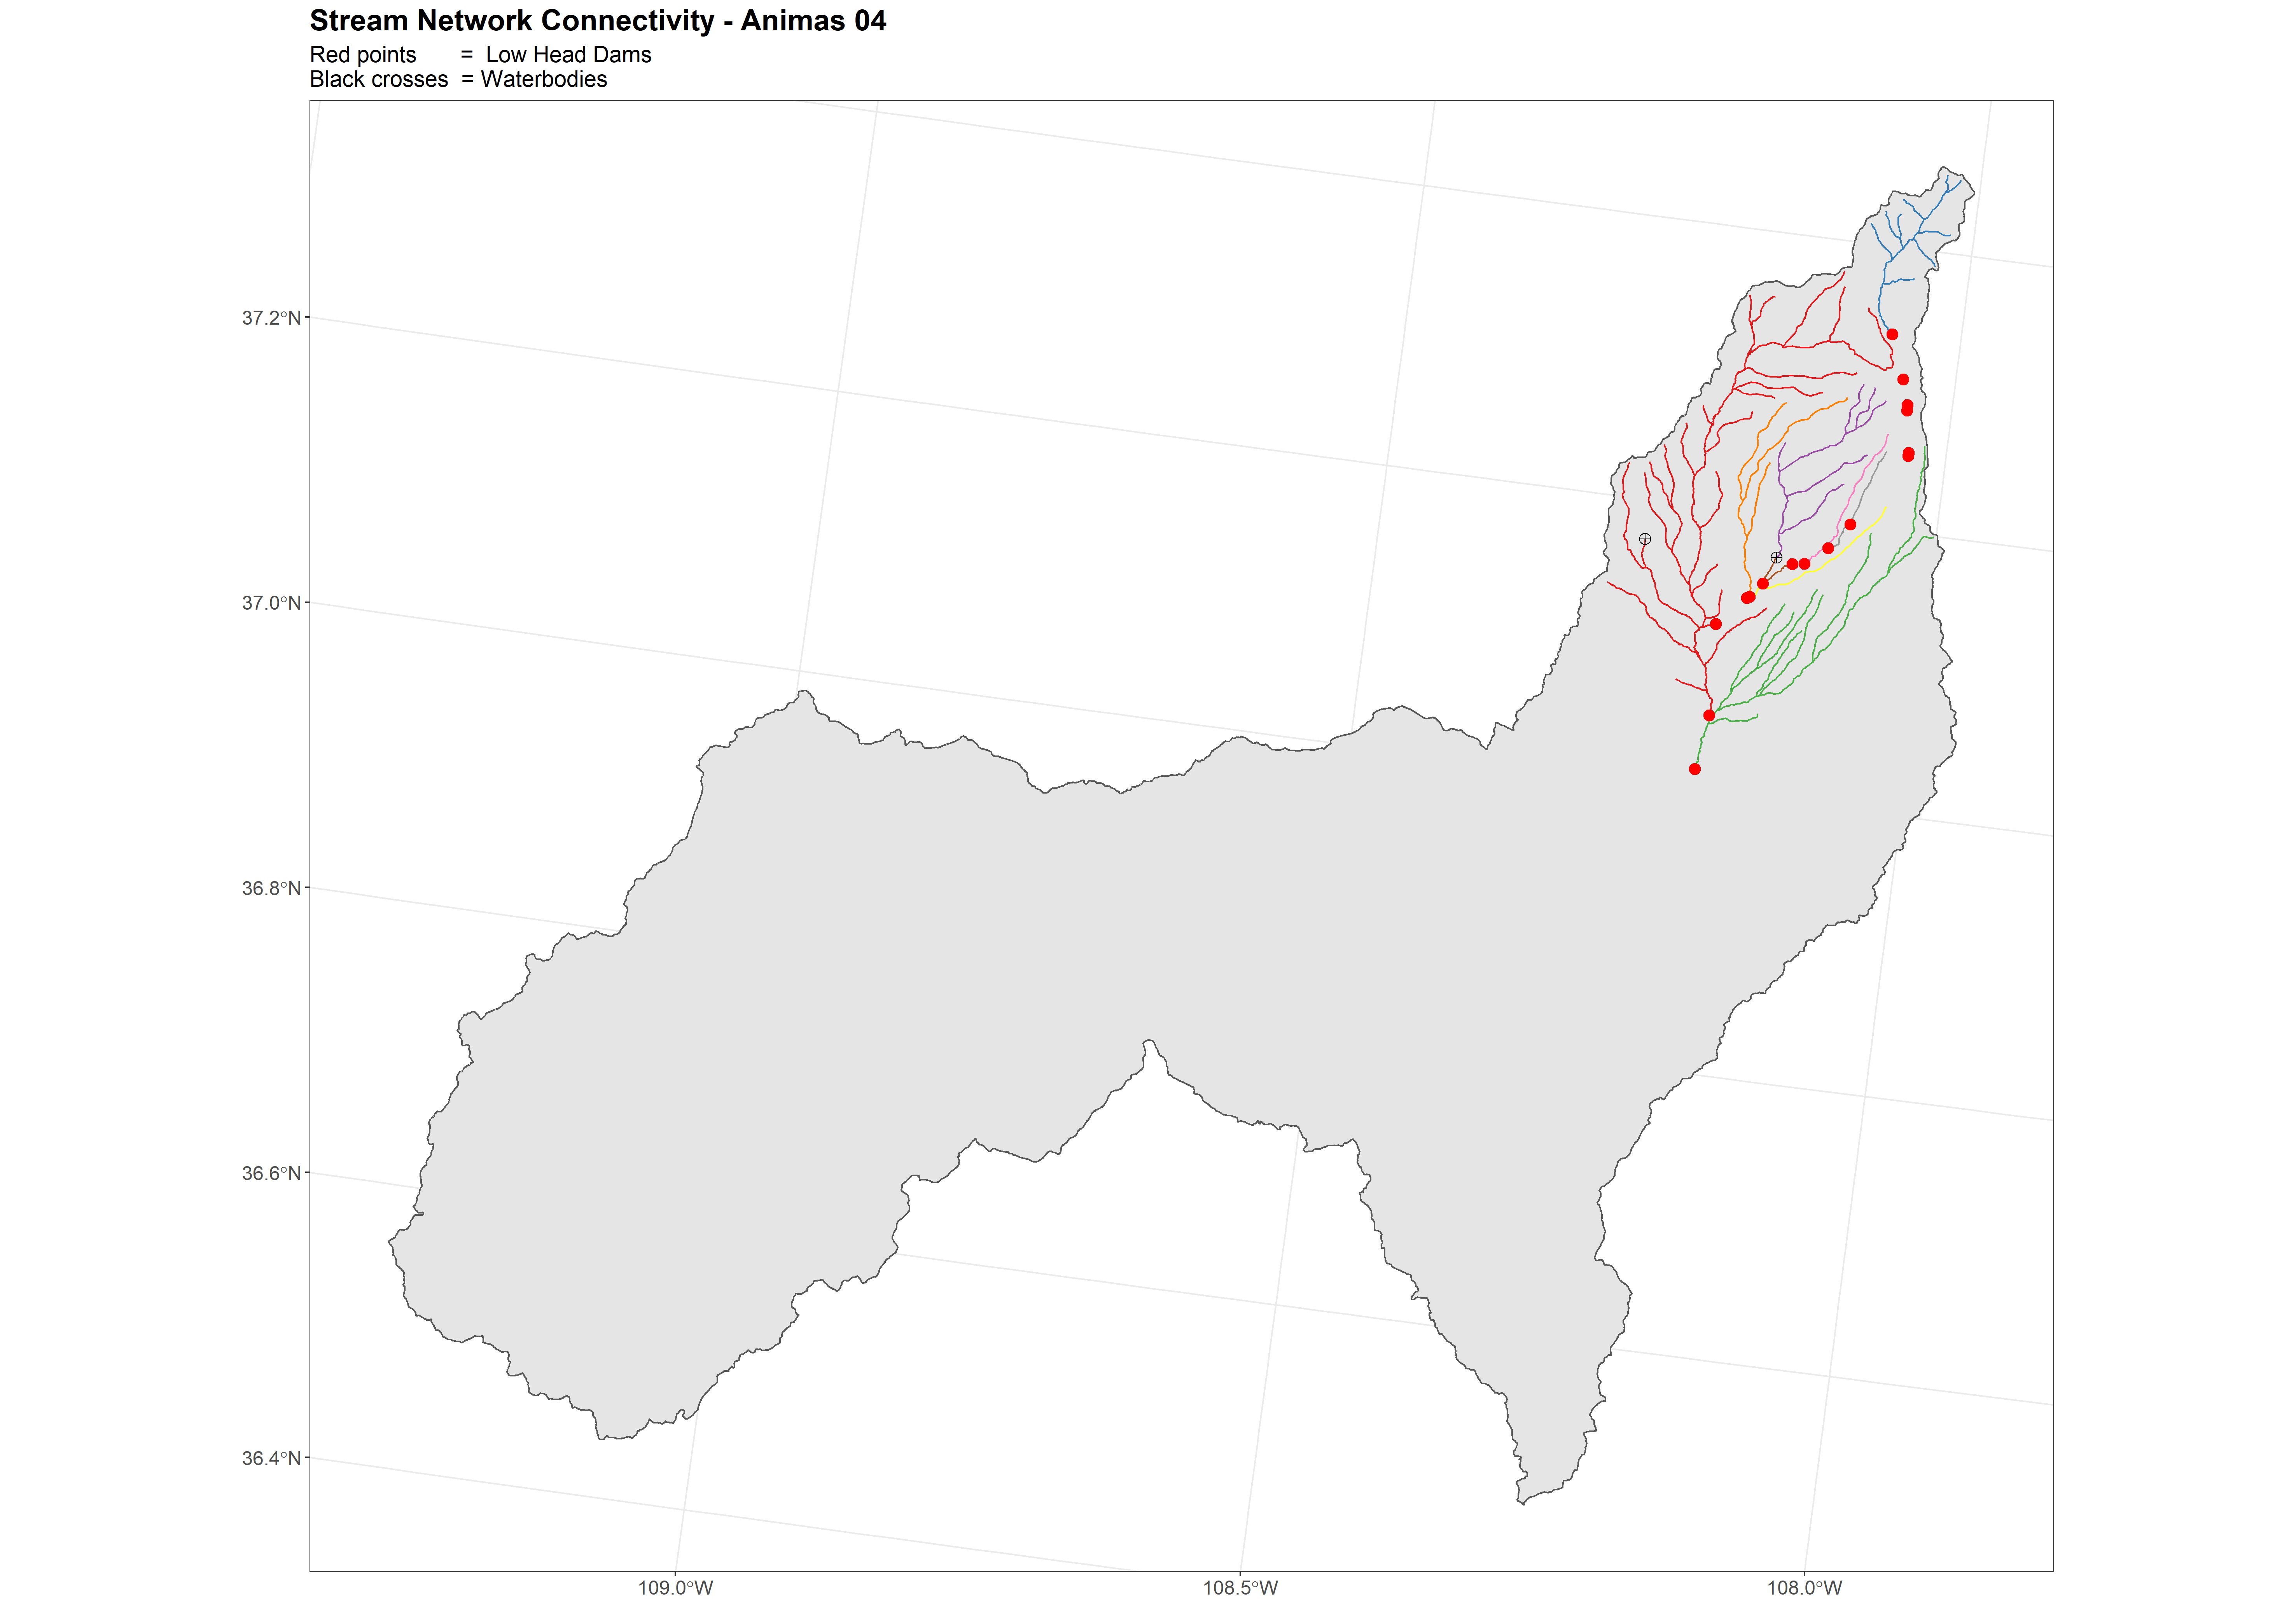 Stream Network Connectivity - Animas 04
Red points = Low Head Dams
Black crosses = Waterbodies
37.2°N
37.0°N
36.8°N
36.6°N
36.4°N
109.0°W 108.5°W 108.0°W